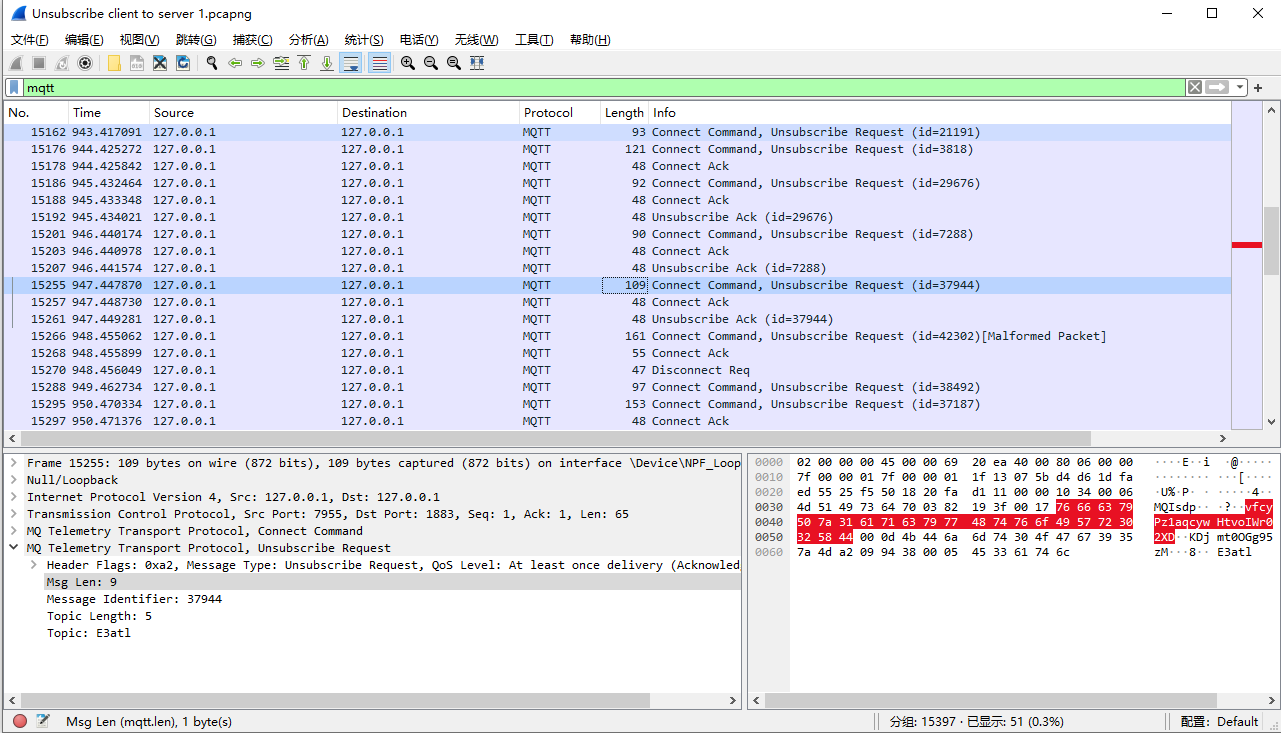 Unsubscribe client to server 1.pcapng
文件(F) 编辑(E) 视图(V) 跳转(G) 捕获(C) 分析(A) 统计(S) 电话(Y) 无线(W) 工具(T) 帮助(H)
mqtt
No. Time Source Destination Protocol Length Info
15162 943.417091 127.0.0.1 127.0.0.1 MQTT 93 Connect Command, Unsubscribe Request (id=21191)
15176 944.425272 127.0.0.1 127.0.0.1 MQTT 121 Connect Command, Unsubscribe Request (id=3818)
15178 944.425842 127.0.0.1 127.0.0.1 MQTT 48 Connect Ack
15186 945.432464 127.0.0.1 127.0.0.1 MQTT 92 Connect Command, Unsubscribe Request (id=29676)
15188 945.433348 127.0.0.1 127.0.0.1 MQTT 48 Connect Ack
15192 945.434021 127.0.0.1 127.0.0.1 MQTT 48 Unsubscribe Ack (id=29676)
15201 946.440174 127.0.0.1 127.0.0.1 MQTT 90 Connect Command, Unsubscribe Request (id=7288)
15203 946.440978 127.0.0.1 127.0.0.1 MQTT 48 Connect Ack
15207 946.441574 127.0.0.1 127.0.0.1 MQTT 48 Unsubscribe Ack (id=7288)
15255 947.447870 127.0.0.1 127.0.0.1 MQTT 109 Connect Command, Unsubscribe Request (id=37944)
15257 947.448730 127.0.0.1 127.0.0.1 MQTT 48 Connect Ack
15261 947.449281 127.0.0.1 127.0.0.1 MQTT 48 Unsubscribe Ack (id=37944)
15266 948.455062 127.0.0.1 127.0.0.1 MQTT 161 Connect Command, Unsubscribe Request (id=42302)[Malformed Packet]
15268 948.455899 127.0.0.1 127.0.0.1 MQTT 55 Connect Ack
15270 948.456049 127.0.0.1 127.0.0.1 MQTT 47 Disconnect Req
15288 949.462734 127.0.0.1 127.0.0.1 MQTT 97 Connect Command, Unsubscribe Request (id=38492)
15295 950.470334 127.0.0.1 127.0.0.1 MQTT 153 Connect Command, Unsubscribe Request (id=37187)
15297 950.471376 127.0.0.1 127.0.0.1 MQTT 48 Connect Ack
Frame 15255: 109 bytes on wire (872 bits), 109 bytes captured (872 bits) on interface \Device\NPF_Loop
Null/Loopback
Internet Protocol Version 4, Src: 127.0.0.1, Dst: 127.0.0.1
Transmission Control Protocol, Src Port: 7955, Dst Port: 1883, Seq: 1, Ack: 1, Len: 65
MQ Telemetry Transport Protocol, Connect Command
MQ Telemetry Transport Protocol, Unsubscribe Request
Header Flags: 0xa2, Message Type: Unsubscribe Request, QoS Level: At least once delivery (Acknowled
Msg Len: 9
Message Identifier: 37944
Topic Length: 5
Topic: E3atl
0000 02 00 00 00 45 00 00 69 20 ea 40 00 80 06 00 00 ····E··i ·@·····
0010 7f 00 00 01 7f 00 00 01 1f 13 07 5b d4 d6 1d fa ········ ···[····
0020 ed 55 25 f5 50 18 20 fa d1 11 00 00 10 34 00 06 ·U%·P· · ·····4··
0030 4d 51 49 73 64 70 03 82 19 3f 00 17 76 66 63 79 MQIsdp·· ·?··vfcy
0040 50 7a 31 61 71 63 79 77 48 74 76 6f 49 57 72 30 Pz1aqcyw HtvoIWr0
0050 32 58 44 00 0d 4b 44 6a 6d 74 30 4f 47 67 39 35 2XD··KDj mt0OGg95
0060 7a 4d a2 09 94 38 00 05 45 33 61 74 6c zM···8·· E3atl
Msg Len (mqtt.len), 1 byte(s)
分组: 15397 · 已显示: 51 (0.3%)
配置: Default